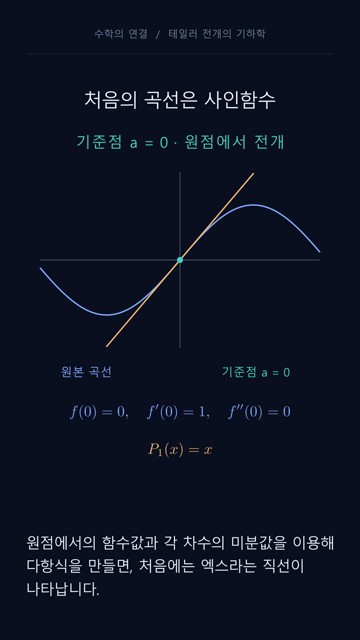 수학의 연결 / 테일러 전개의 기하학
처음의 곡선은 사인함수
기준점 a = 0 · 원점에서 전개
원본 곡선 기준점 a = 0
f(0) = 0, f′(0) = 1, f′′(0) = 0
P₁(x) = x
원점에서의 함수값과 각 차수의 미분값을 이용해
다항식을 만들면, 처음에는 엑스라는 직선이
나타납니다.